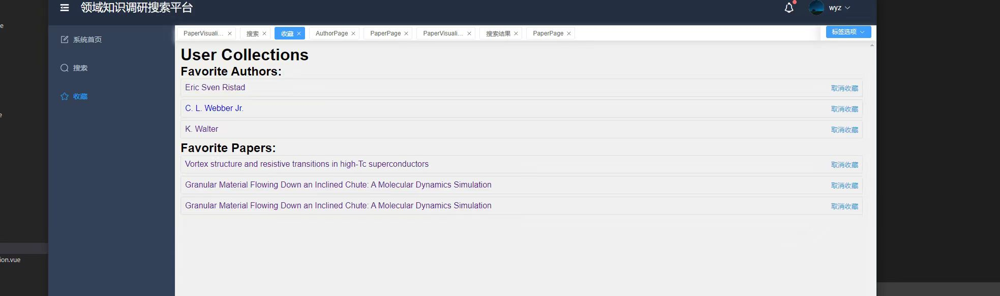 领域知识调研搜索平台
wyz
e
系统首页
搜索
收藏
e
ion.vue
PaperVisuali... × 搜索 × 收藏 × AuthorPage × PaperPage × PaperVisuali... × 搜索结果 × PaperPage ×
标签选项
User Collections
Favorite Authors:
Eric Sven Ristad 取消收藏
C. L. Webber Jr. 取消收藏
K. Walter 取消收藏
Favorite Papers:
Vortex structure and resistive transitions in high-Tc superconductors 取消收藏
Granular Material Flowing Down an Inclined Chute: A Molecular Dynamics Simulation 取消收藏
Granular Material Flowing Down an Inclined Chute: A Molecular Dynamics Simulation 取消收藏